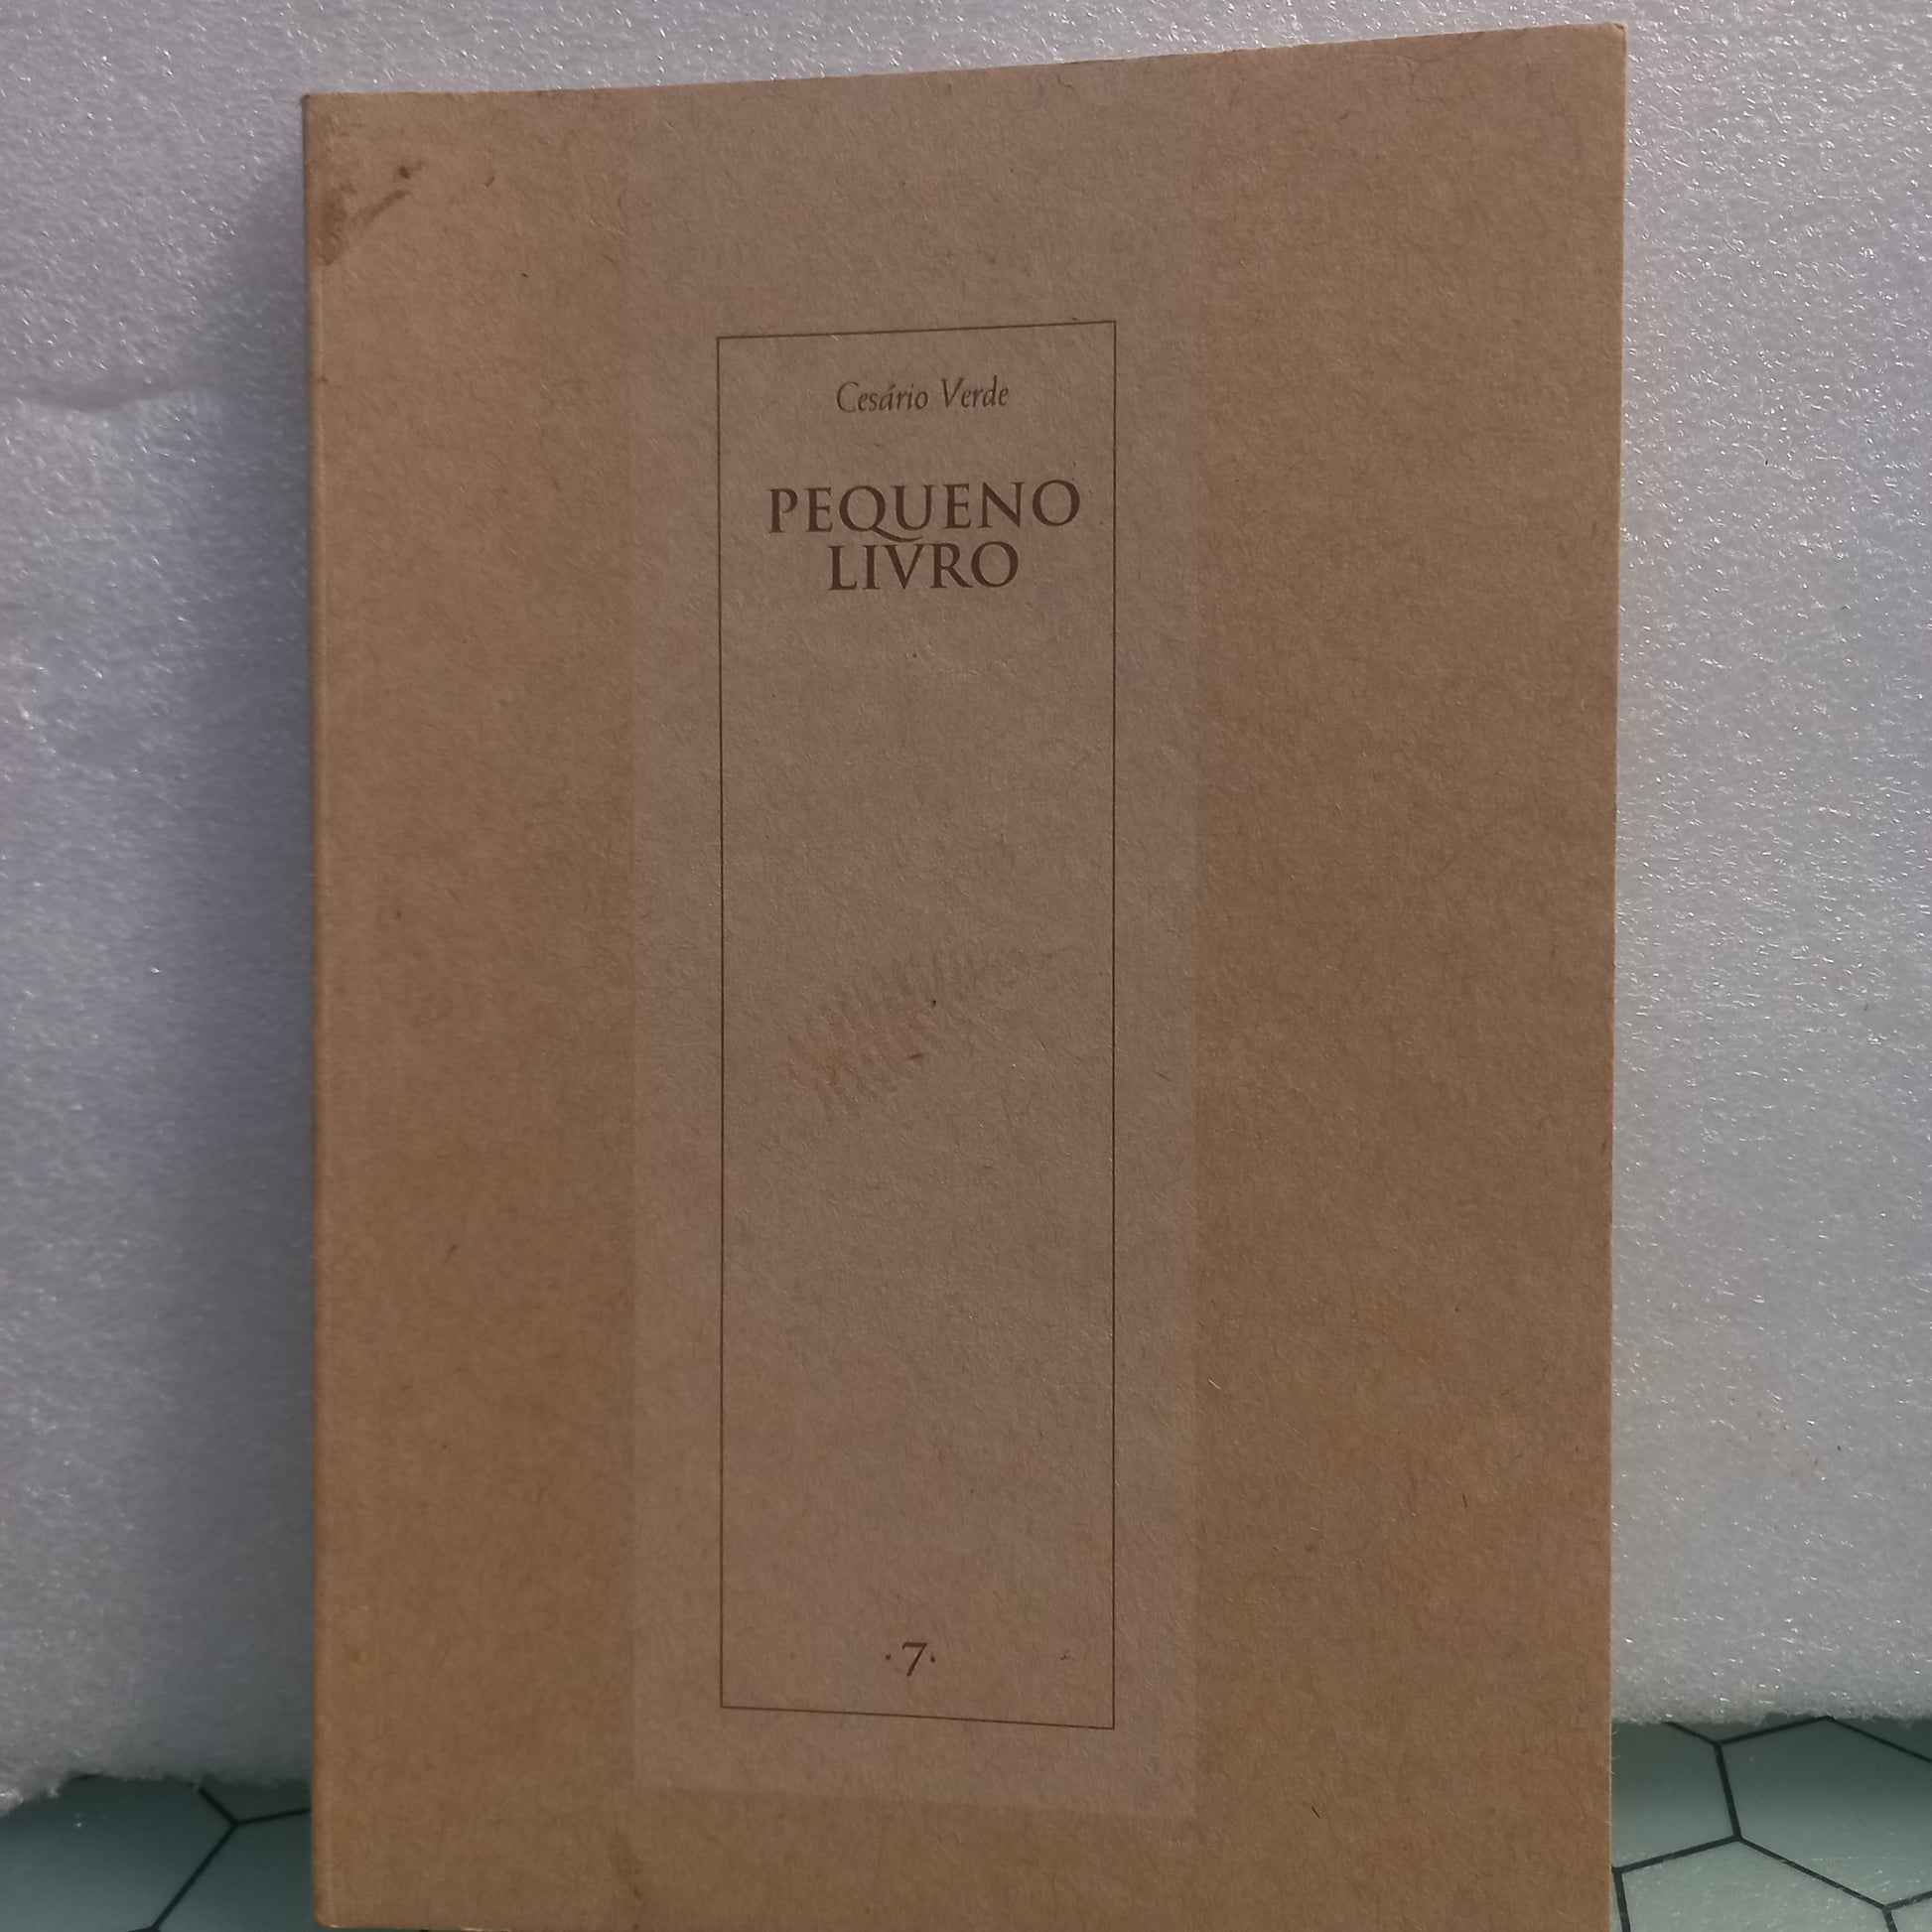 Cesário Verde
PEQUENO
LIVRO
·7·